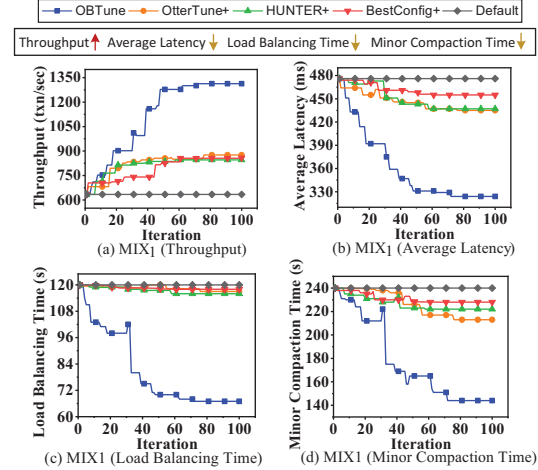 OBTune OtterTune+ HUNTER+ BestConfig+ Default
Throughput Average Latency Load Balancing Time Minor Compaction Time
Throughput (txn/sec)
1350
1200
1050
900
750
600
0 20 40 60 80 100
Iteration
(a) MIX1 (Throughput)
Average Latency (ms)
480
450
420
390
360
330
0 20 40 60 80 100
Iteration
(b) MIX1 (Average Latency)
Load Balancing Time (s)
120
108
96
84
72
60
0 20 40 60 80 100
Iteration
(c) MIX1 (Load Balancing Time)
Minor Compaction Time (s)
240
220
200
180
160
140
0 20 40 60 80 100
Iteration
(d) MIX1 (Minor Compaction Time)